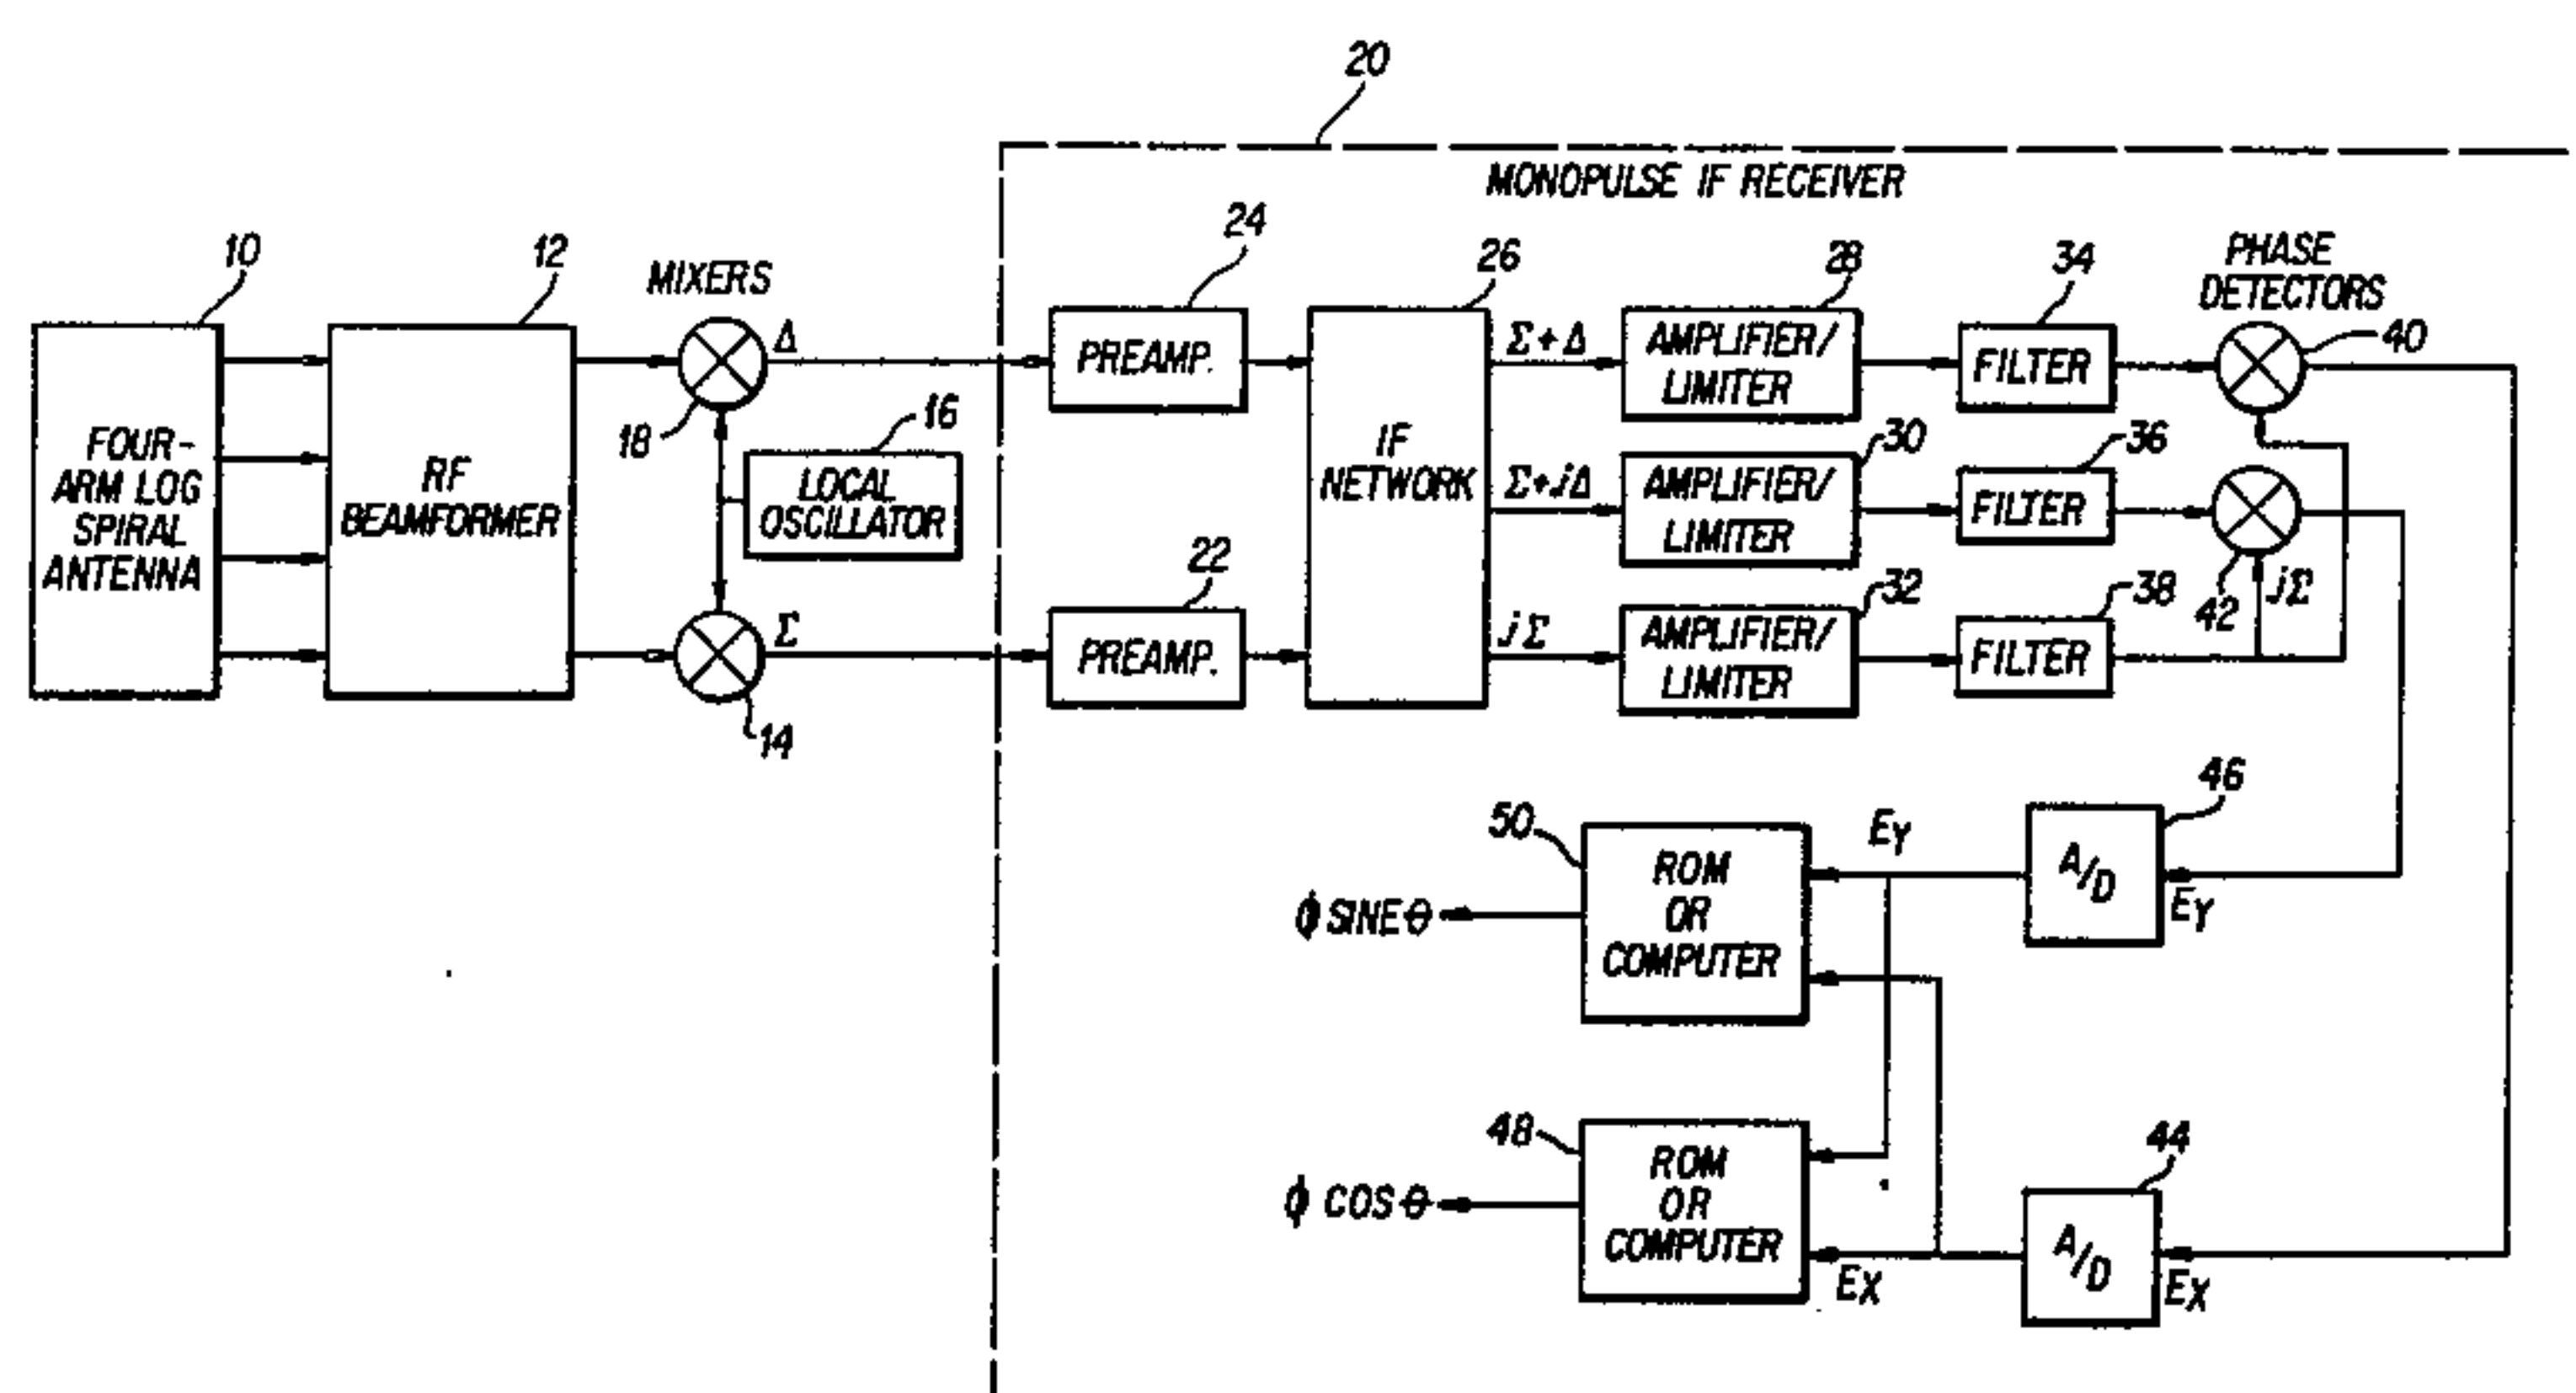 20
MONOPULSE IF RECEIVER
10
12
MIXERS
24
26
28
34
PHASE
DETECTORS
40
FOUR-
ARM LOG
SPIRAL
ANTENNA
RF
BEAMFORMER
Δ
18
16
LOCAL
OSCILLATOR
Σ
14
PREAMP.
22
PREAMP.
IF
NETWORK
Σ+Δ
AMPLIFIER/
LIMITER
FILTER
30
36
Σ+jΔ
AMPLIFIER/
LIMITER
FILTER
42
jΣ
32
38
jΣ
AMPLIFIER/
LIMITER
FILTER
46
50
ROM
OR
COMPUTER
EY
A/D
EY
ϕ SINE θ
48
ROM
OR
COMPUTER
44
A/D
EX
EX
ϕ COS θ